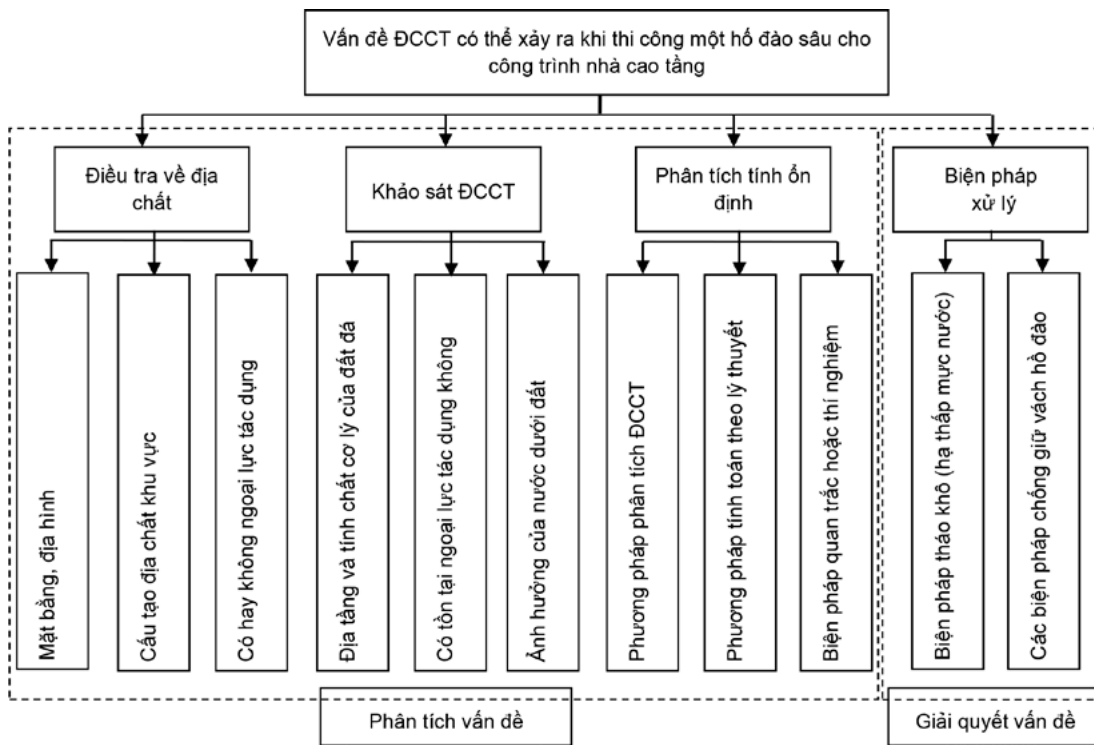 Vấn đề ĐCCT có thể xảy ra khi thi công một hố đào sâu cho
công trình nhà cao tầng
Điều tra về địa
chất
Khảo sát ĐCCT
Phân tích tính ổn
định
Biện pháp
xử lý
Mặt bằng, địa hình
Cấu tạo địa chất khu vực
Có hay không ngoại lực tác dụng
Địa tầng và tính chất cơ lý của đất đá
Có tồn tại ngoại lực tác dụng không
Ảnh hưởng của nước dưới đất
Phương pháp phân tích ĐCCT
Phương pháp tính toán theo lý thuyết
Biện pháp quan trắc hoặc thí nghiệm
Biện pháp tháo khô (hạ thấp mực nước)
Các biện pháp chống giữ vách hồ đào
Phân tích vấn đề
Giải quyết vấn đề